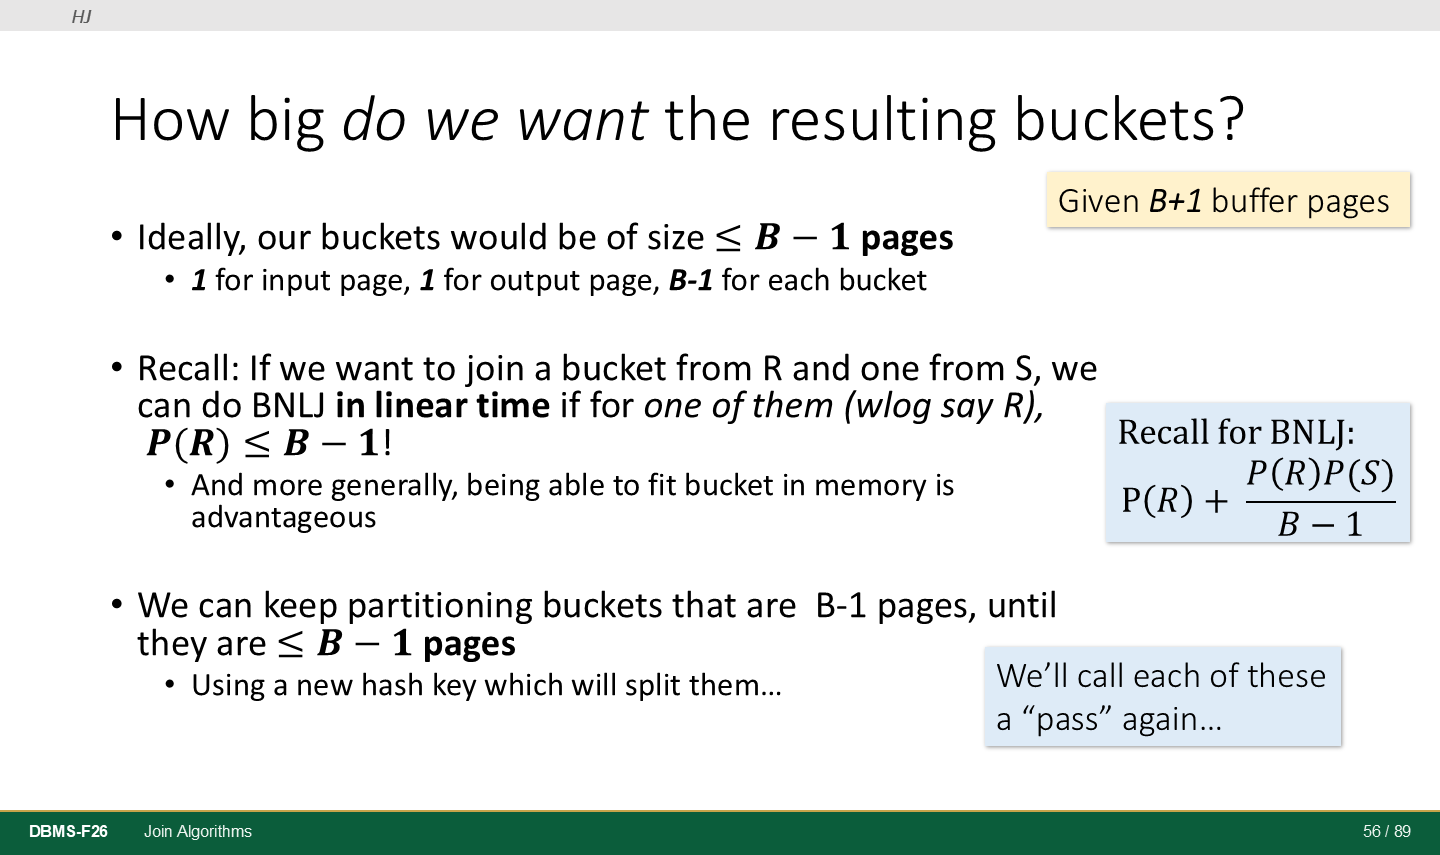 HJ
How big do we want the resulting buckets?
Given B+1 buffer pages
• Ideally, our buckets would be of size ≤ B − 1 pages
• 1 for input page, 1 for output page, B-1 for each bucket
• Recall: If we want to join a bucket from R and one from S, we
can do BNLJ in linear time if for one of them (wlog say R),
P(R) ≤ B − 1!
• And more generally, being able to fit bucket in memory is
advantageous
Recall for BNLJ:
P(R) + P(R)P(S) / B − 1
• We can keep partitioning buckets that are  B-1 pages, until
they are ≤ B − 1 pages
• Using a new hash key which will split them…
We’ll call each of these
a “pass” again…
DBMS-F26 Join Algorithms 56 / 89